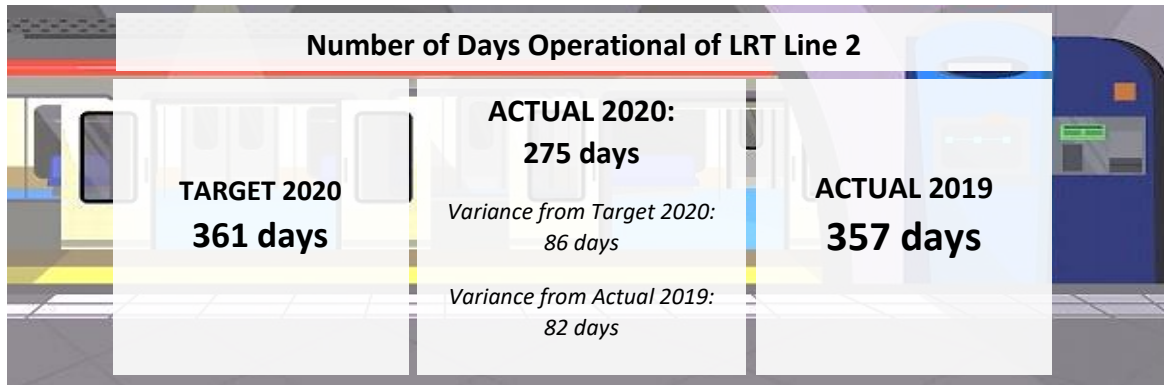 Number of Days Operational of LRT Line 2
TARGET 2020
361 days
ACTUAL 2020:
275 days
Variance from Target 2020:
86 days
Variance from Actual 2019:
82 days
ACTUAL 2019
357 days